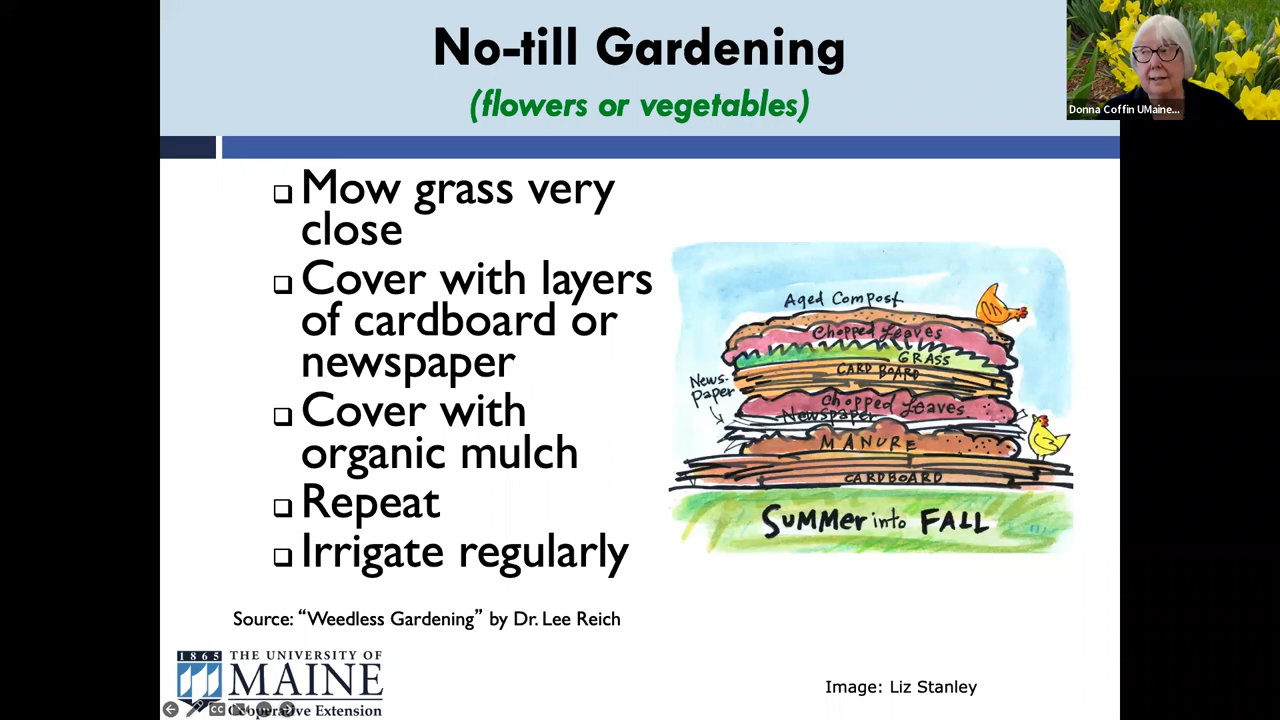 No-till Gardening
(flowers or vegetables)
Donna Coffin UMaine...
Mow grass very
close
Cover with layers
of cardboard or
newspaper
Cover with
organic mulch
Repeat
Irrigate regularly
Aged Compost
Chopped Leaves
GRASS
CARD BOARD
News-
paper
Chopped Leaves
Newspaper
MANURE
CARDBOARD
SUMMer into FALL
Source: “Weedless Gardening” by Dr. Lee Reich
1865
THE UNIVERSITY OF
MAINE
Cooperative Extension
CC
Image: Liz Stanley